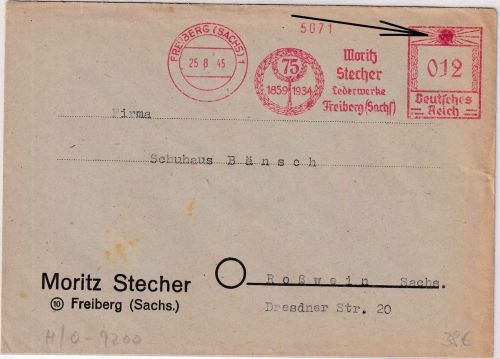 5071
FREIBERG (SACHS) 1
25 8 45
75
1859 1934
Moritz
Stecher
Lederwerke
Freiberg (Sachs)
012
Deutsches
Reich
Firma
Schuhaus Bänsch
Roßwein Sachs.
Dresdner Str. 20
Moritz Stecher
10 Freiberg (Sachs.)
H/O-9200
38€